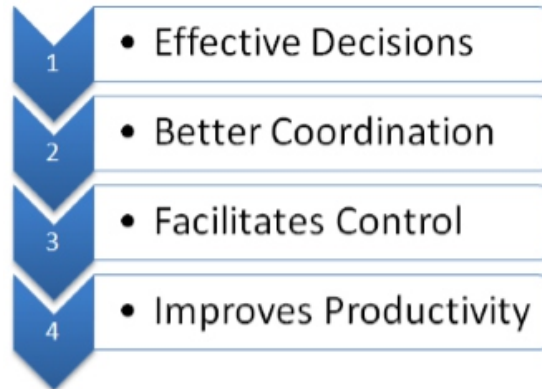 1
• Effective Decisions
2
• Better Coordination
3
• Facilitates Control
4
• Improves Productivity